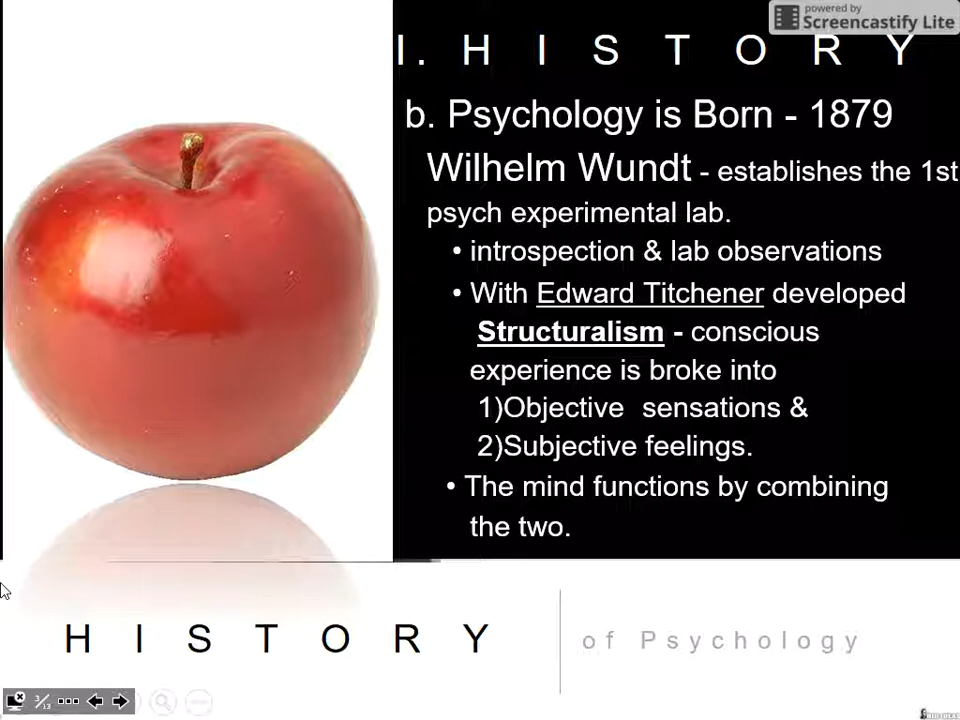 powered by
Screencastify Lite
I. H I S T O R Y
b. Psychology is Born - 1879
Wilhelm Wundt - establishes the 1st
psych experimental lab.
• introspection & lab observations
• With Edward Titchener developed
Structuralism - conscious
experience is broke into
1)Objective sensations &
2)Subjective feelings.
• The mind functions by combining
the two.
H I S T O R Y
of Psychology
3/13